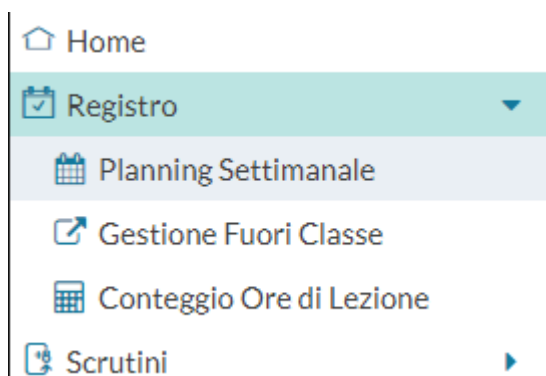 Home
Registro
Planning Settimanale
Gestione Fuori Classe
Conteggio Ore di Lezione
Scrutini